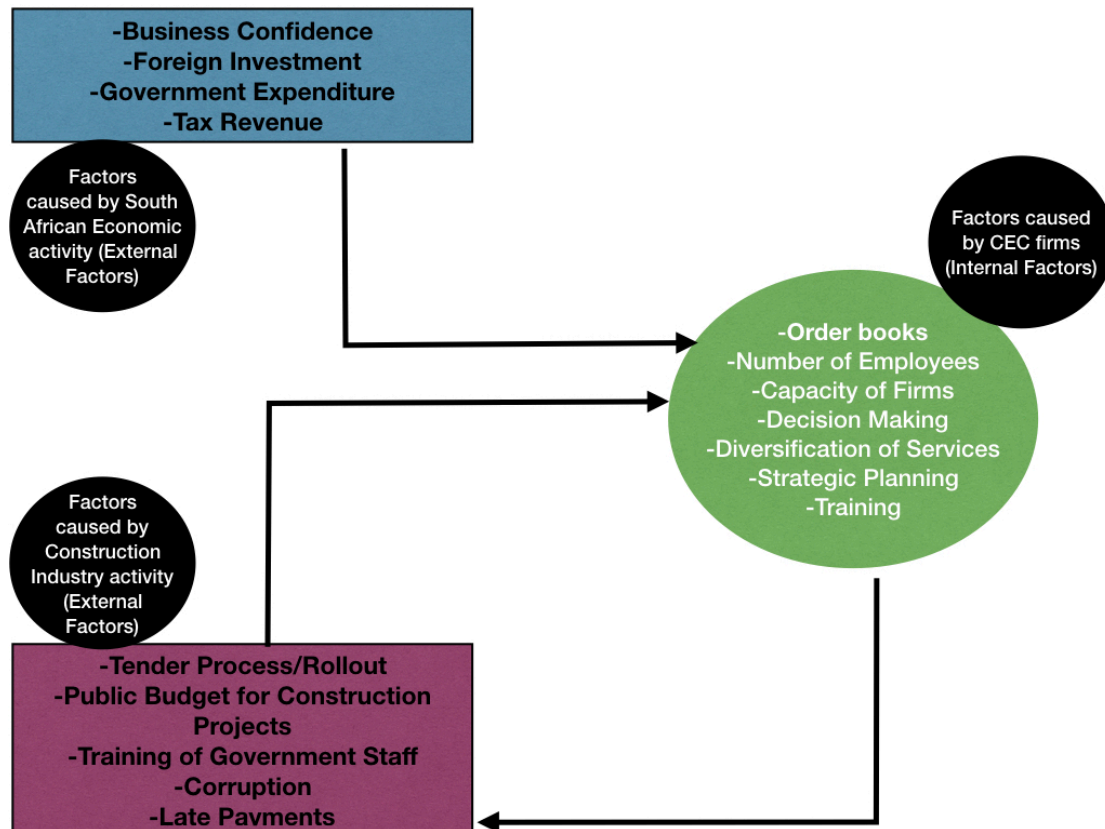 -Business Confidence
-Foreign Investment
-Government Expenditure
-Tax Revenue
Factors
caused by South
African Economic
activity (External
Factors)
Factors caused
by CEC firms
(Internal Factors)
-Order books
-Number of Employees
-Capacity of Firms
-Decision Making
-Diversification of Services
-Strategic Planning
-Training
Factors
caused by
Construction
Industry activity
(External
Factors)
-Tender Process/Rollout
-Public Budget for Construction
Projects
-Training of Government Staff
-Corruption
-Late Payments